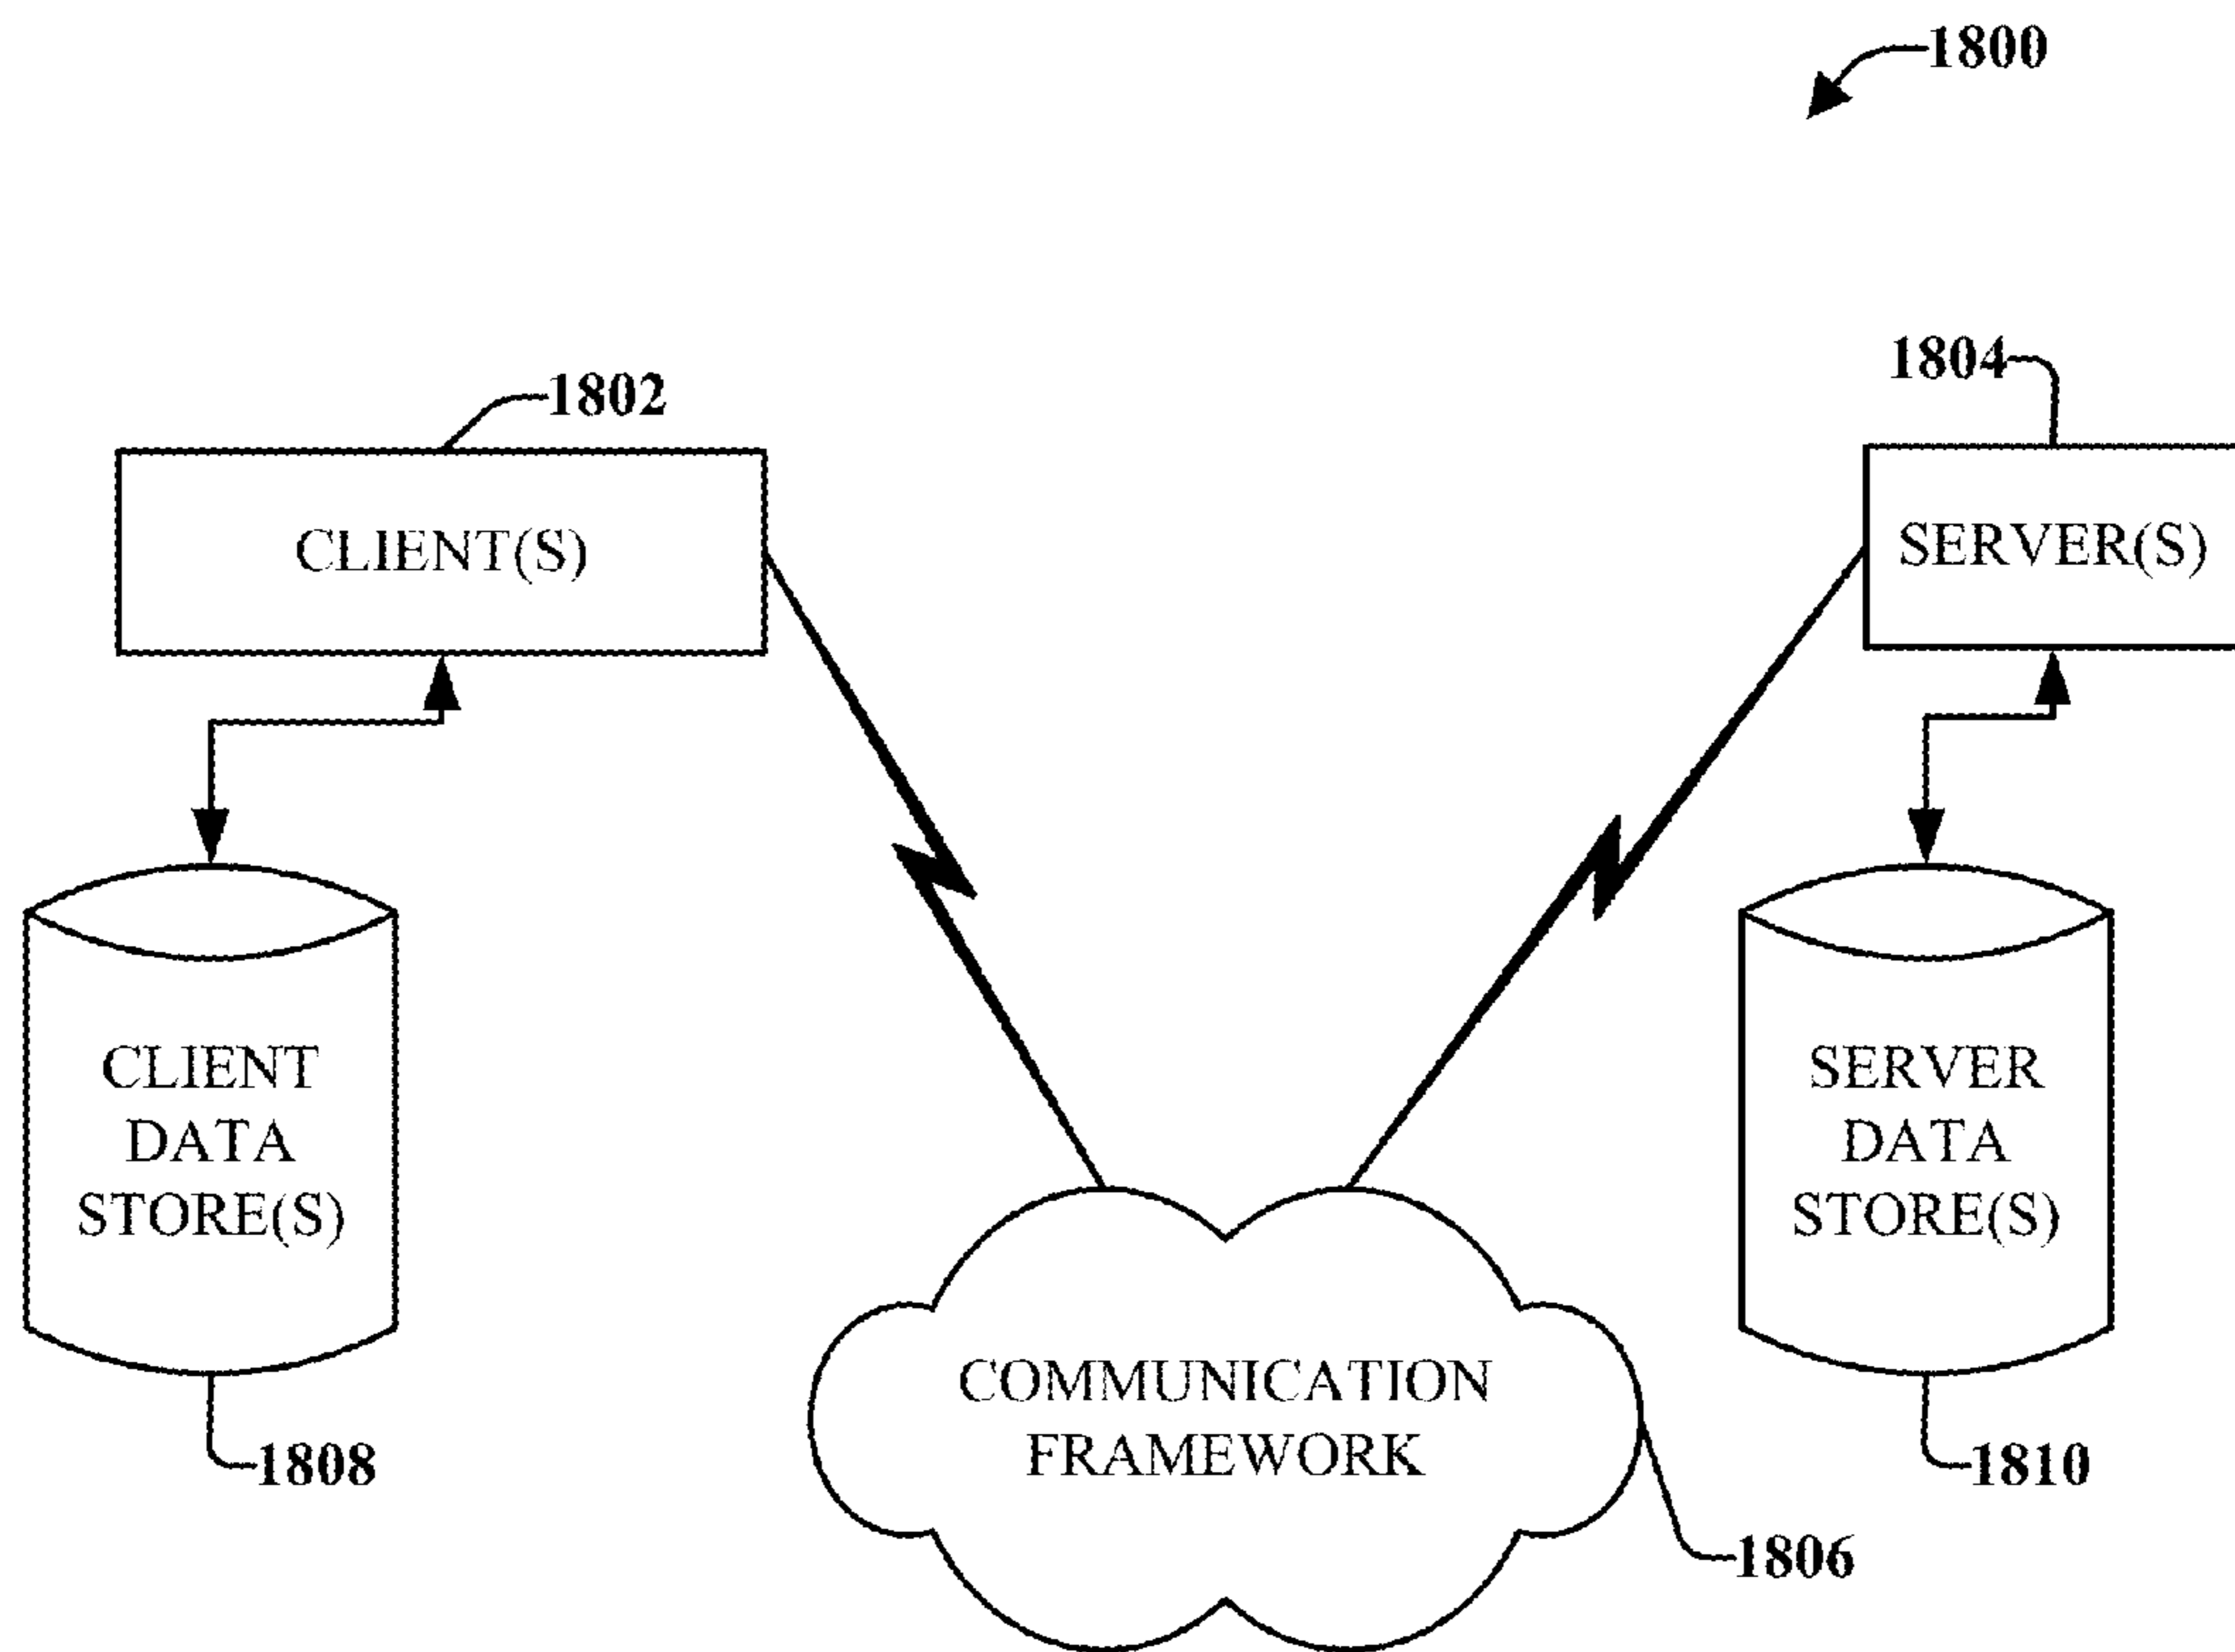 1800
1804
1802
CLIENT(S)
SERVER(S)
CLIENT
DATA
STORE(S)
SERVER
DATA
STORE(S)
COMMUNICATION
FRAMEWORK
1808
1810
1806